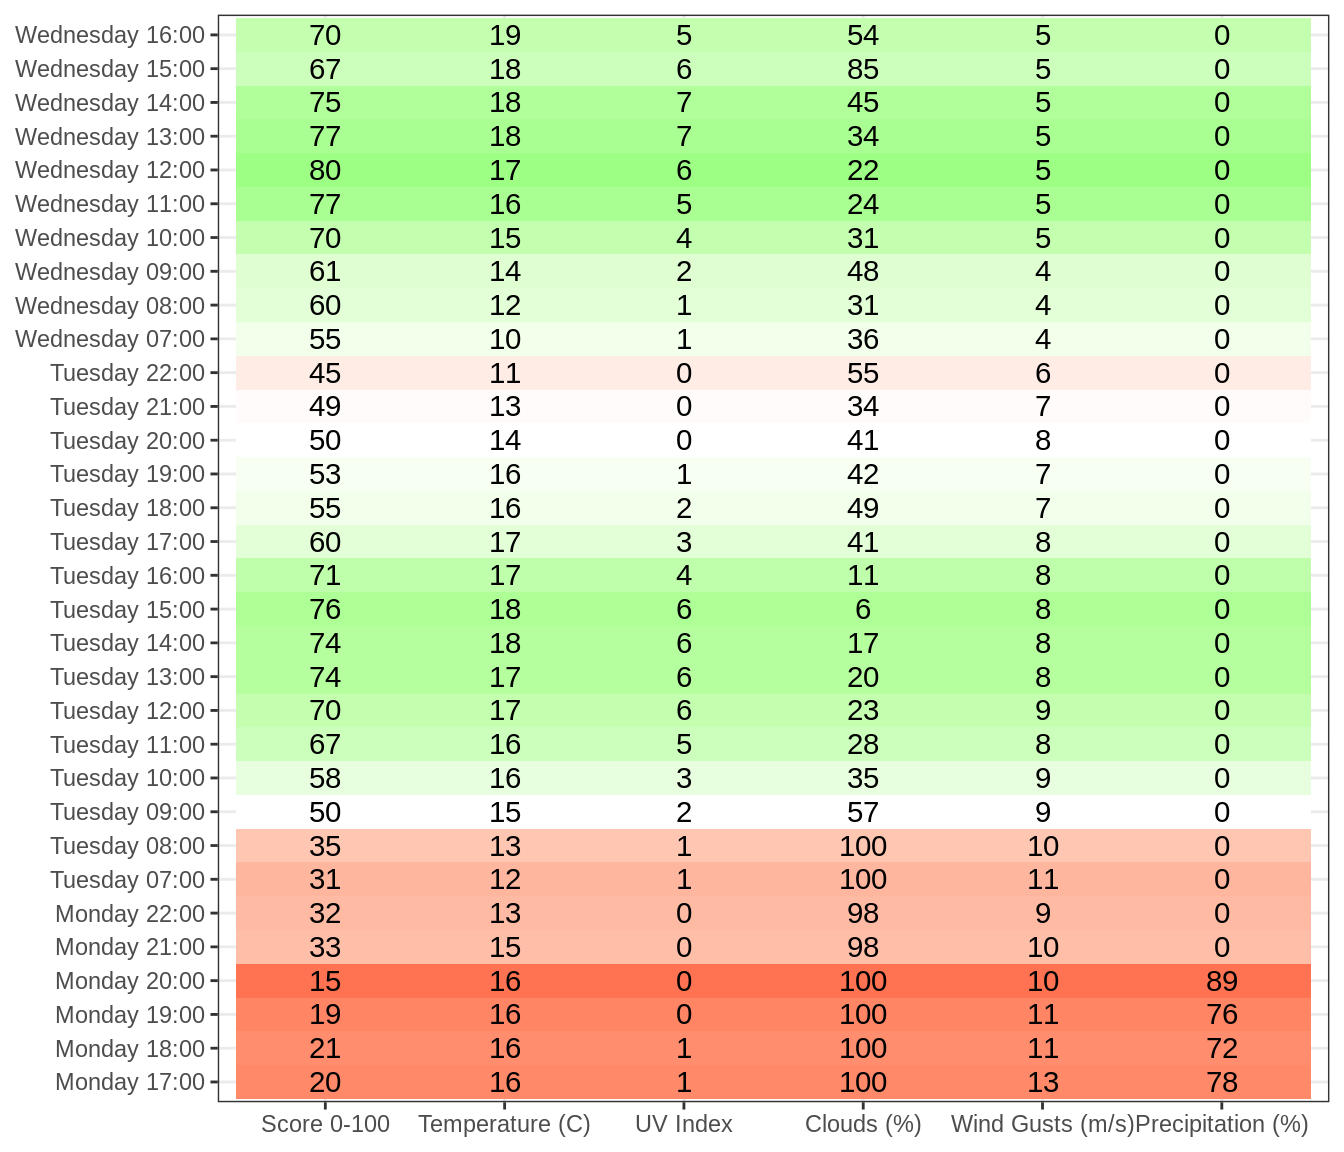 Wednesday 16:00 70 19 5 54 5 0
Wednesday 15:00 67 18 6 85 5 0
Wednesday 14:00 75 18 7 45 5 0
Wednesday 13:00 77 18 7 34 5 0
Wednesday 12:00 80 17 6 22 5 0
Wednesday 11:00 77 16 5 24 5 0
Wednesday 10:00 70 15 4 31 5 0
Wednesday 09:00 61 14 2 48 4 0
Wednesday 08:00 60 12 1 31 4 0
Wednesday 07:00 55 10 1 36 4 0
Tuesday 22:00 45 11 0 55 6 0
Tuesday 21:00 49 13 0 34 7 0
Tuesday 20:00 50 14 0 41 8 0
Tuesday 19:00 53 16 1 42 7 0
Tuesday 18:00 55 16 2 49 7 0
Tuesday 17:00 60 17 3 41 8 0
Tuesday 16:00 71 17 4 11 8 0
Tuesday 15:00 76 18 6 6 8 0
Tuesday 14:00 74 18 6 17 8 0
Tuesday 13:00 74 17 6 20 8 0
Tuesday 12:00 70 17 6 23 9 0
Tuesday 11:00 67 16 5 28 8 0
Tuesday 10:00 58 16 3 35 9 0
Tuesday 09:00 50 15 2 57 9 0
Tuesday 08:00 35 13 1 100 10 0
Tuesday 07:00 31 12 1 100 11 0
Monday 22:00 32 13 0 98 9 0
Monday 21:00 33 15 0 98 10 0
Monday 20:00 15 16 0 100 10 89
Monday 19:00 19 16 0 100 11 76
Monday 18:00 21 16 1 100 11 72
Monday 17:00 20 16 1 100 13 78
Score 0-100 Temperature (C) UV Index Clouds (%) Wind Gusts (m/s) Precipitation (%)